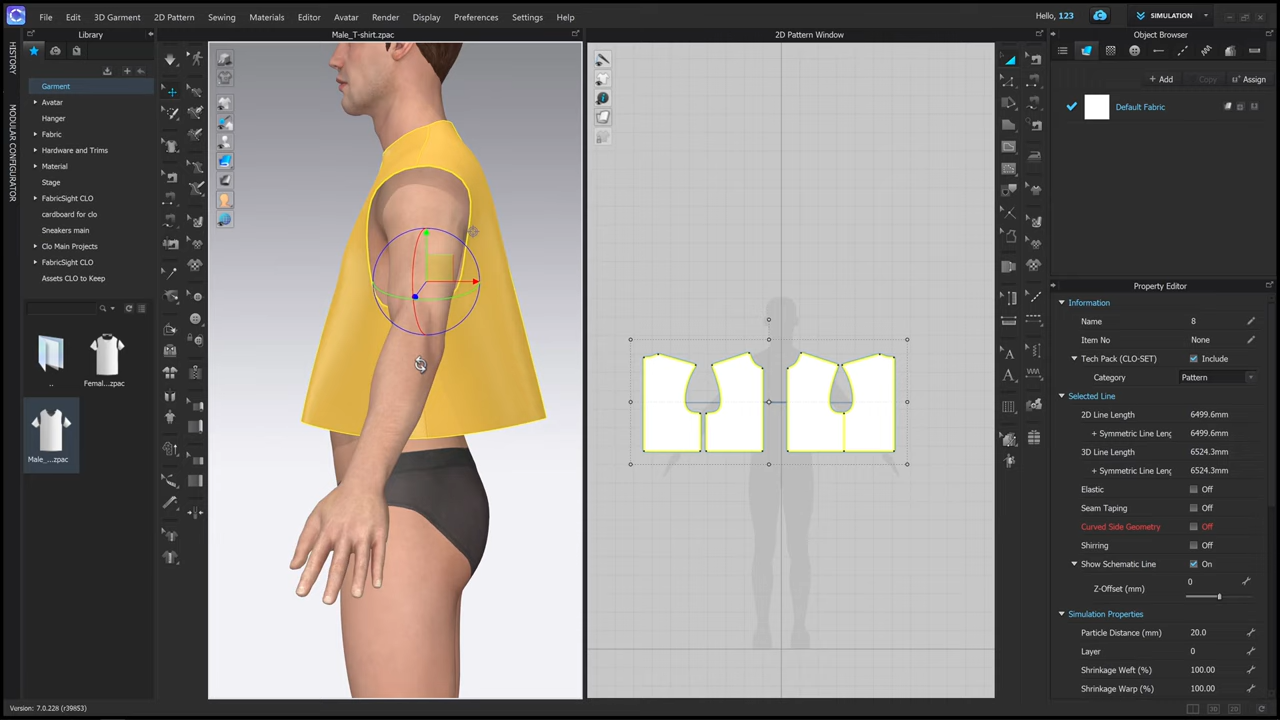 File Edit 3D Garment 2D Pattern Sewing Materials Editor Avatar Render Display Preferences Settings Help
Hello, 123
SIMULATION
Library
Male_T-shirt.zpac
2D Pattern Window
Object Browser
HISTORY
MODULAR CONFIGURATOR
Garment
Avatar
Hanger
Fabric
Hardware and Trims
Material
Stage
FabricSight CLO
cardboard for clo
Sneakers main
Clo Main Projects
FabricSight CLO
Assets CLO to Keep
..
Femal...zpac
Male_...zpac
+ Add
Copy
Assign
Default Fabric
Property Editor
Information
Name 8
Item No None
Tech Pack (CLO-SET) Include
Category Pattern
Selected Line
2D Line Length 6499.6mm
+ Symmetric Line Leng 6499.6mm
3D Line Length 6524.3mm
+ Symmetric Line Leng 6524.3mm
Elastic Off
Seam Taping Off
Curved Side Geometry Off
Shirring Off
Show Schematic Line On
Z-Offset (mm) 0
Simulation Properties
Particle Distance (mm) 20.0
Layer 0
Shrinkage Weft (%) 100.00
Shrinkage Warp (%) 100.00
Version: 7.0.228 (r39853)